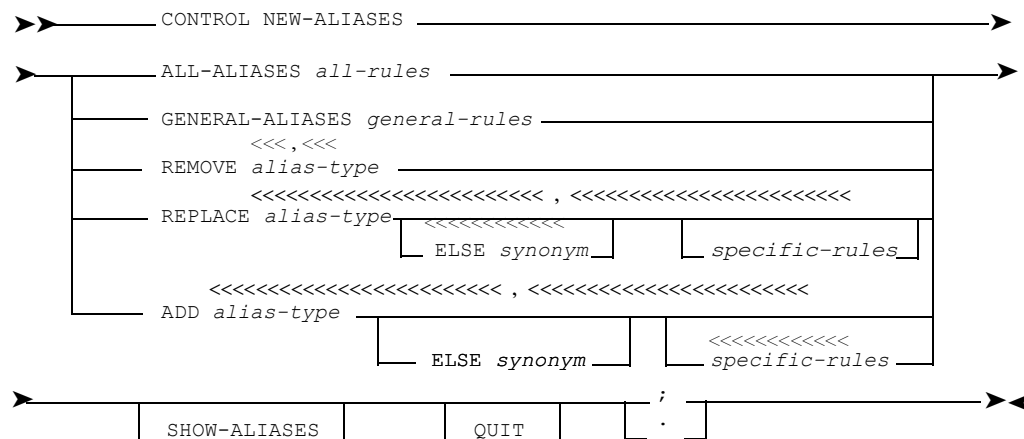 CONTROL NEW-ALIASES
ALL-ALIASES all-rules
GENERAL-ALIASES general-rules
<<<,<<<
REMOVE alias-type
<<<<<<<<<<<<<<<<<<<<<<<<< , <<<<<<<<<<<<<<<<<<<<<<<<
REPLACE alias-type
<<<<<<<<<<<<<
ELSE synonym specific-rules
<<<<<<<<<<<<<<<<<<<<<<<<< , <<<<<<<<<<<<<<<<<<<<<<<<
ADD alias-type
<<<<<<<<<<<<<
ELSE synonym specific-rules
;
SHOW-ALIASES QUIT .